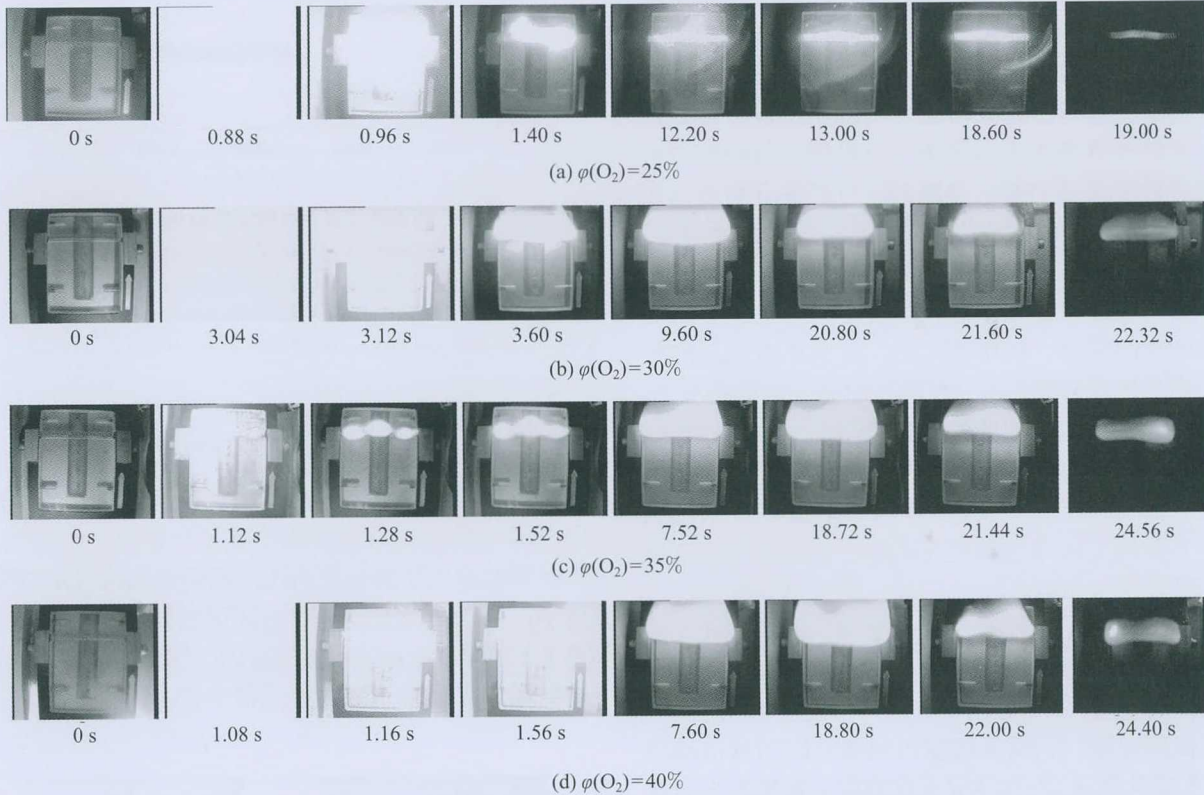 0 s 0.88 s 0.96 s 1.40 s 12.20 s 13.00 s 18.60 s 19.00 s
(a) φ(O₂)=25%
0 s 3.04 s 3.12 s 3.60 s 9.60 s 20.80 s 21.60 s 22.32 s
(b) φ(O₂)=30%
0 s 1.12 s 1.28 s 1.52 s 7.52 s 18.72 s 21.44 s 24.56 s
(c) φ(O₂)=35%
0 s 1.08 s 1.16 s 1.56 s 7.60 s 18.80 s 22.00 s 24.40 s
(d) φ(O₂)=40%